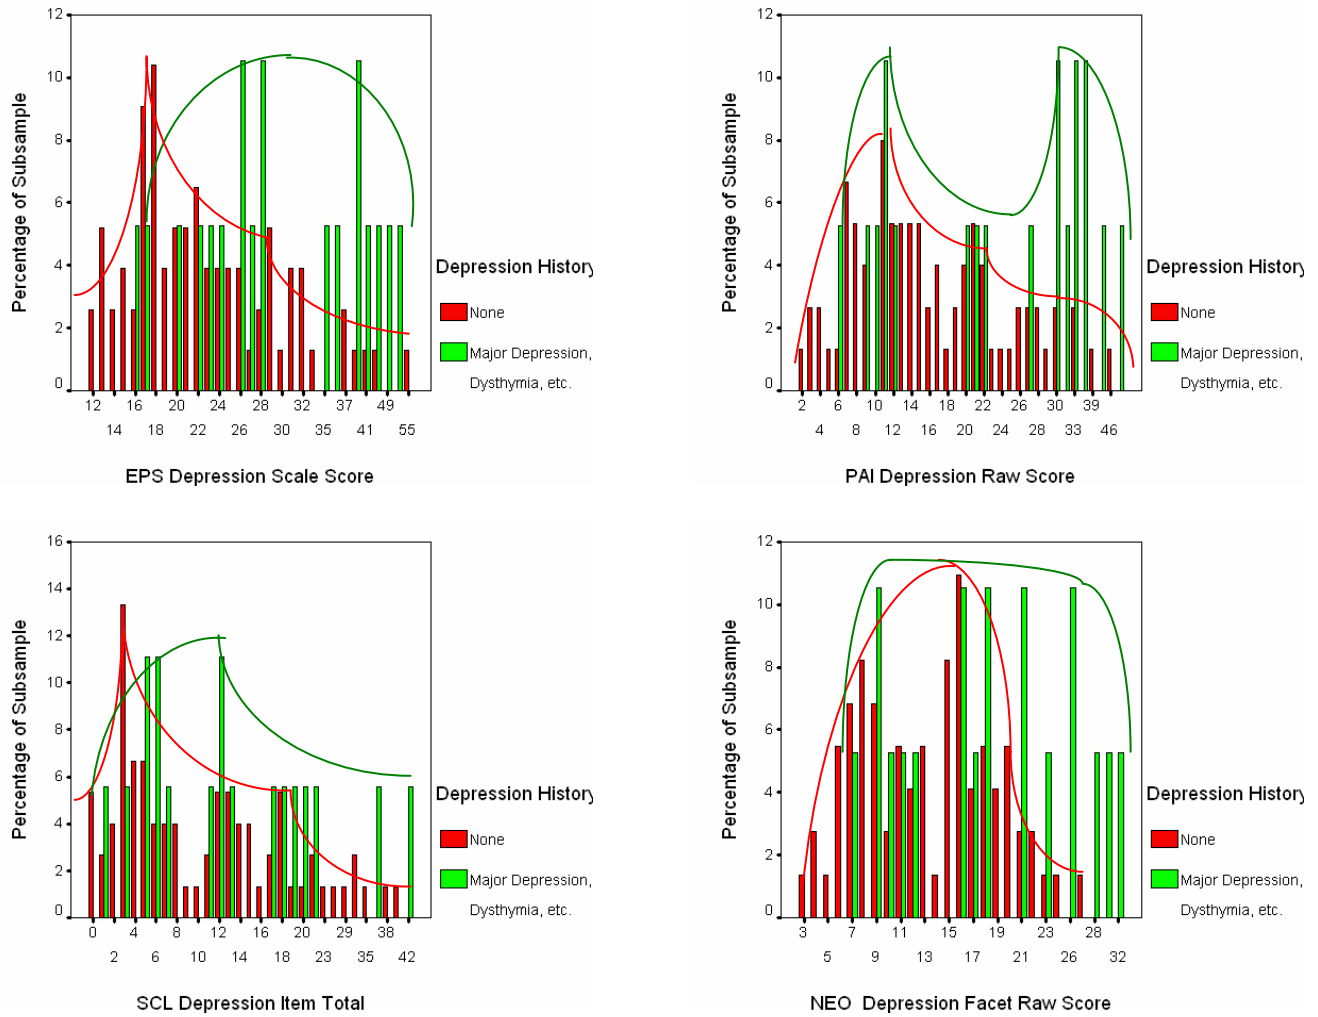 12
10
8
6
4
2
0
Percentage of Subsample
12 16 20 24 28 30 32 37 49
14 18 22 26 30 35 41 55
EPS Depression Scale Score
Depression History
None
Major Depression,
Dysthymia, etc.
12
10
8
6
4
2
0
Percentage of Subsample
2 6 10 14 22 26 30 39
4 8 12 16 20 24 28 33 46
PAI Depression Raw Score
Depression History
None
Major Depression,
Dysthymia, etc.
16
14
12
10
8
6
4
2
0
Percentage of Subsample
0 4 8 12 16 20 29 38
2 6 10 14 18 23 35 42
SCL Depression Item Total
Depression History
None
Major Depression,
Dysthymia, etc.
12
10
8
6
4
2
0
Percentage of Subsample
3 7 11 15 19 23 28
5 9 13 17 21 26 32
NEO Depression Facet Raw Score
Depression History
None
Major Depression,
Dysthymia, etc.